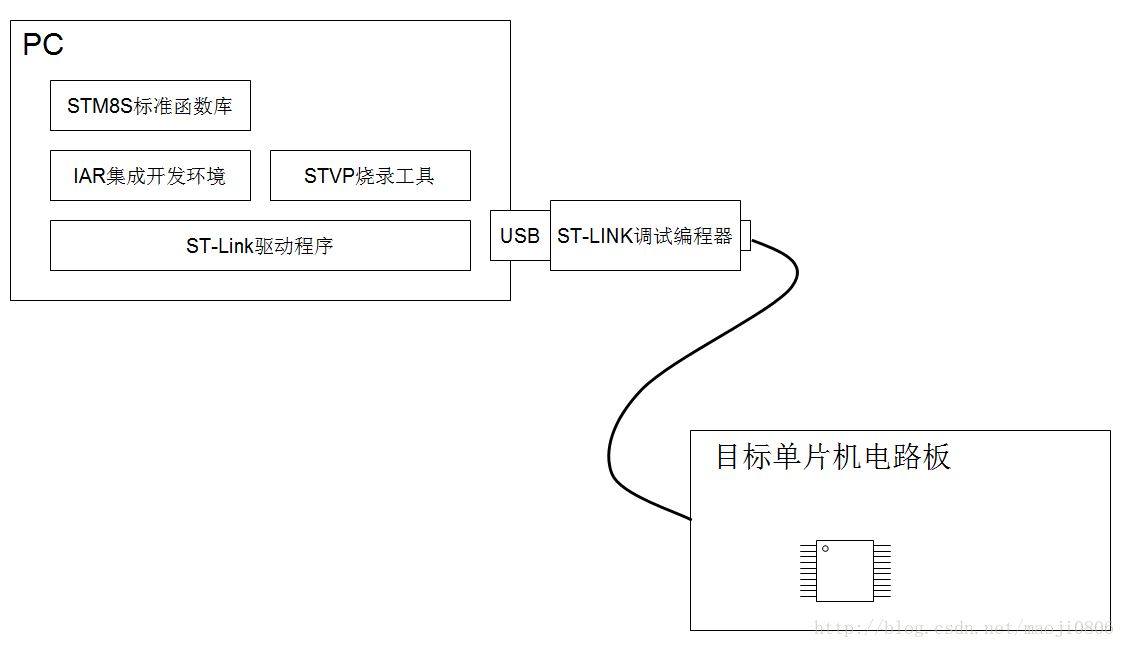 PC
STM8S标准函数库
IAR集成开发环境
STVP烧录工具
ST-Link驱动程序
USB
ST-LINK调试编程器
目标单片机电路板
http://blog.csdn.net/maoji0806